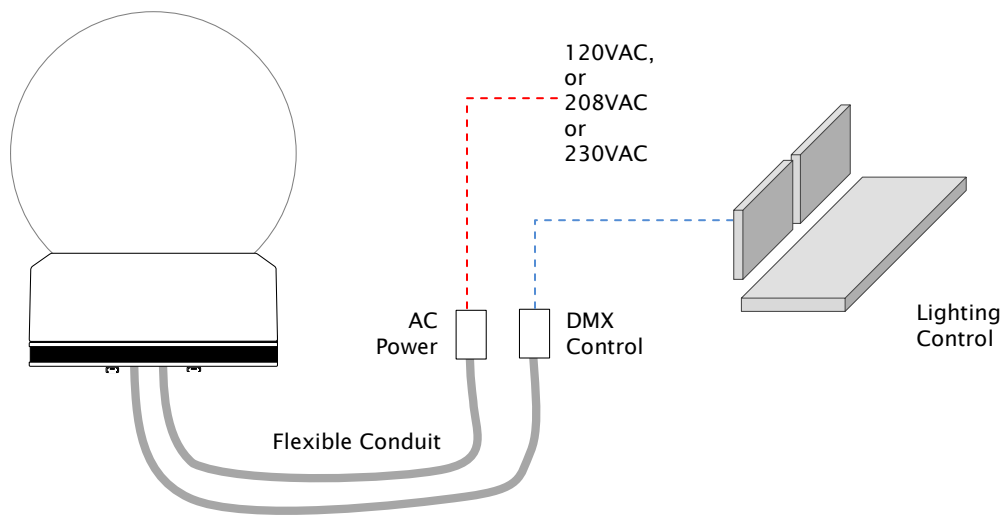 120VAC,
or
208VAC
or
230VAC
AC
Power
DMX
Control
Lighting
Control
Flexible Conduit